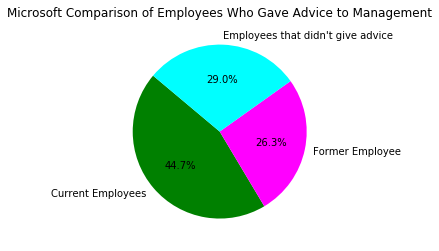 Microsoft Comparison of Employees Who Gave Advice to Management
Employees that didn't give advice
29.0%
26.3%
Former Employee
44.7%
Current Employees